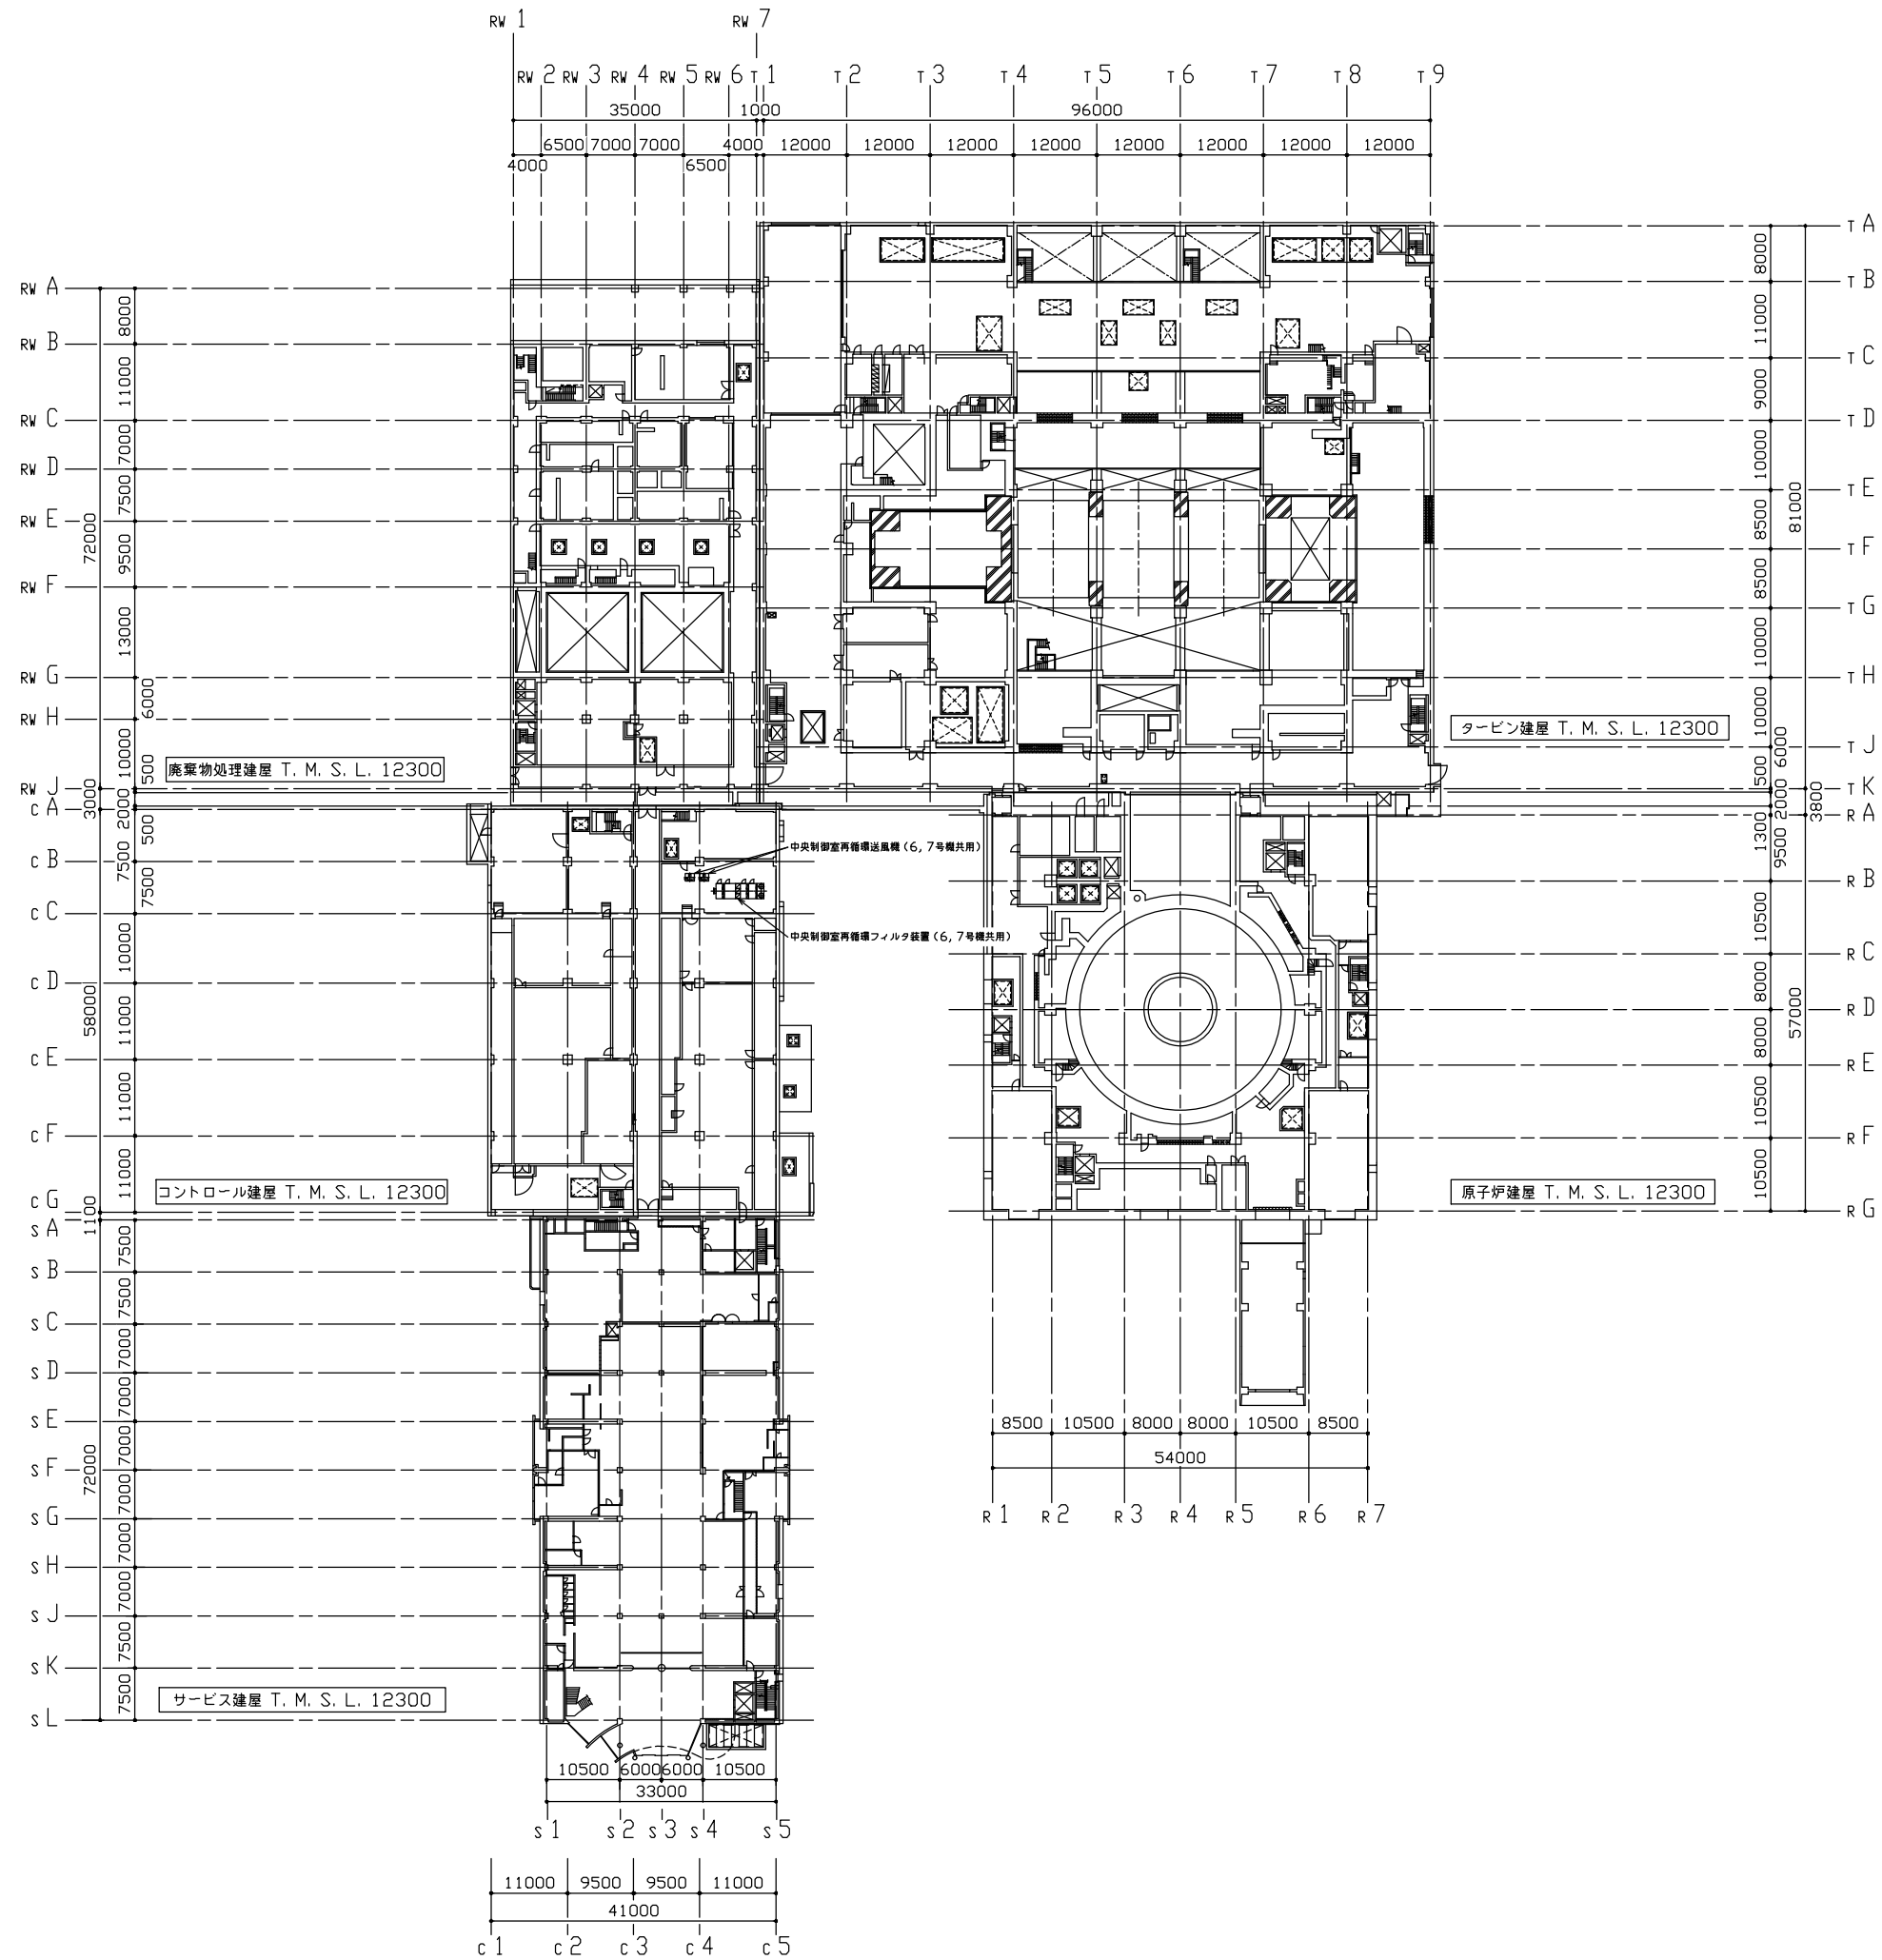 RW 1
RW 7
RW 2 RW 3 RW 4 RW 5 RW 6 T 1 T 2 T 3 T 4 T 5 T 6 T 7 T 8 T 9
35000 1000 96000
6500 7000 7000 4000 12000 12000 12000 12000 12000 12000 12000 12000
4000 6500
T A
8000
T B
11000
T C
9000
T D
10000
T E
8500
81000
T F
8500
T G
10000
T H
10000
6000
T J
500
T K
2000
3800
R A
1300
9500
R B
10500
R C
8000
57000
R D
8000
R E
10500
R F
10500
R G
RW A
8000
RW B
11000
RW C
7000
RW D
7500
RW E
72000
9500
RW F
13000
RW G
6000
RW H
10000
500
RW J
3000
2000
c A
500
7500
c B
7500
c C
10000
c D
58000
11000
c E
11000
c F
11000
c G
1100
s A
7500
s B
7500
s C
7000
s D
7000
s E
7000
s F
72000
7000
s G
7000
s H
7000
s J
7500
s K
7500
s L
タービン建屋 T. M. S. L. 12300
廃棄物処理建屋 T. M. S. L. 12300
中央制御室再循環送風機（6, 7号機共用）
中央制御室再循環フィルタ装置（6, 7号機共用）
コントロール建屋 T. M. S. L. 12300
原子炉建屋 T. M. S. L. 12300
サービス建屋 T. M. S. L. 12300
8500 10500 8000 8000 10500 8500
54000
R 1 R 2 R 3 R 4 R 5 R 6 R 7
10500 6000 6000 10500
33000
s 1 s 2 s 3 s 4 s 5
11000 9500 9500 11000
41000
c 1 c 2 c 3 c 4 c 5